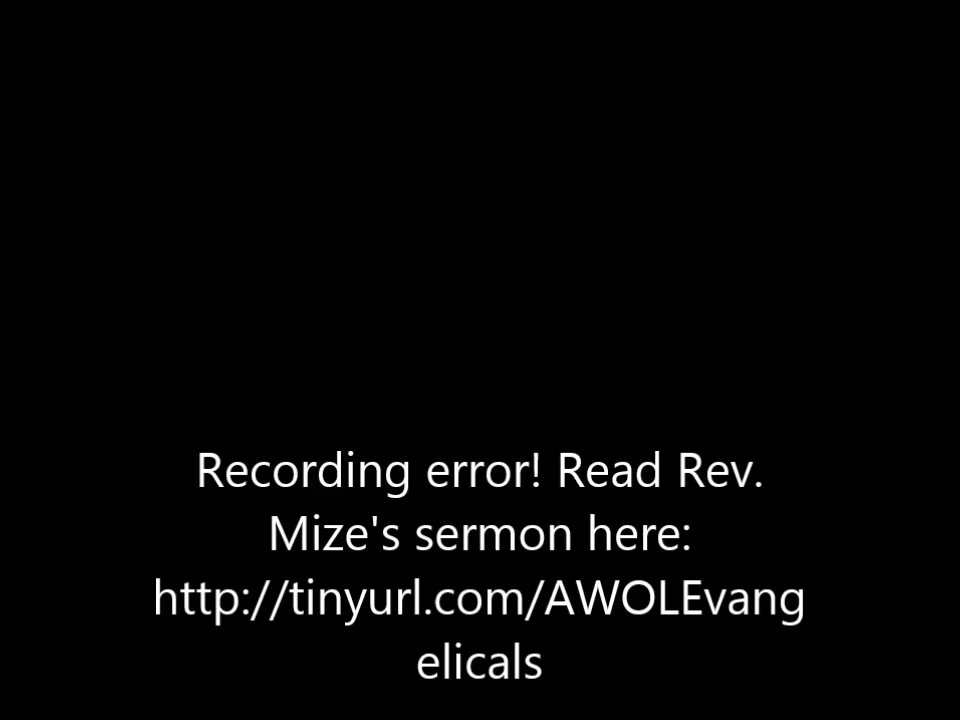 Recording error! Read Rev.
Mize's sermon here:
http://tinyurl.com/AWOLEvang
elicals